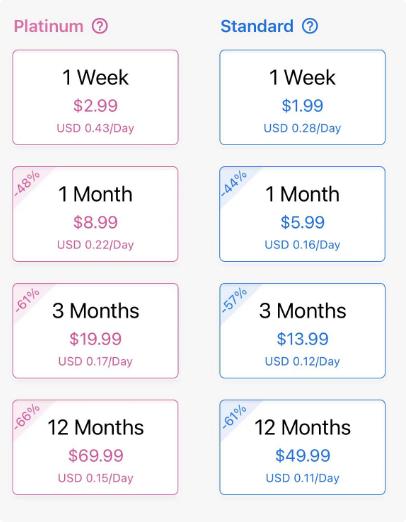 Platinum ?
1 Week
$2.99
USD 0.43/Day
-48%
1 Month
$8.99
USD 0.22/Day
-61%
3 Months
$19.99
USD 0.17/Day
-66%
12 Months
$69.99
USD 0.15/Day
Standard ?
1 Week
$1.99
USD 0.28/Day
-44%
1 Month
$5.99
USD 0.16/Day
-57%
3 Months
$13.99
USD 0.12/Day
-61%
12 Months
$49.99
USD 0.11/Day